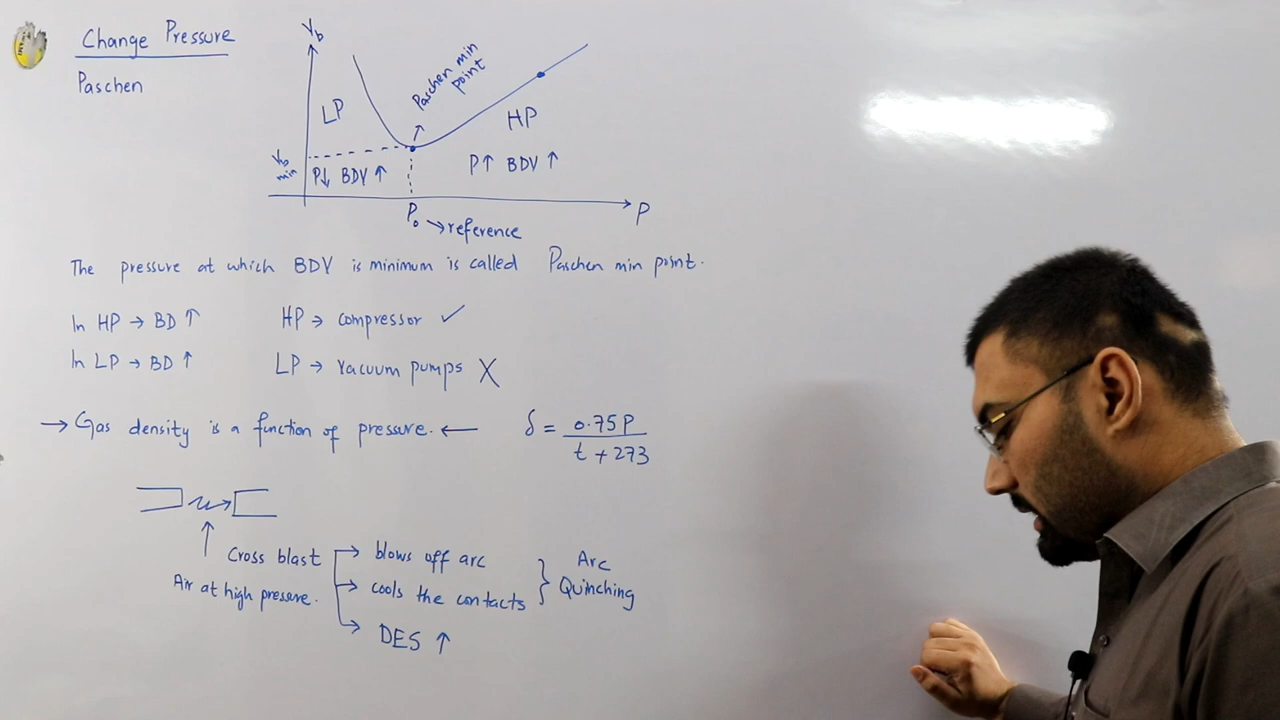 Change Pressure
Paschen
V_b
LP
Paschen min
point
HP
V_b
min
P↓ BDV ↑
P↑ BDV ↑
P₀ → reference
P
The pressure at which BDV is minimum is called Paschen min point.
In HP → BD ↑
HP → compressor ✓
In LP → BD ↑
LP → vacuum pumps X
→ Gas density is a function of pressure. ←
δ = 0.75P / t + 273
Cross blast
Air at high pressure.
→ blows off arc
→ cools the contacts
→ DES ↑
Arc
Quinching